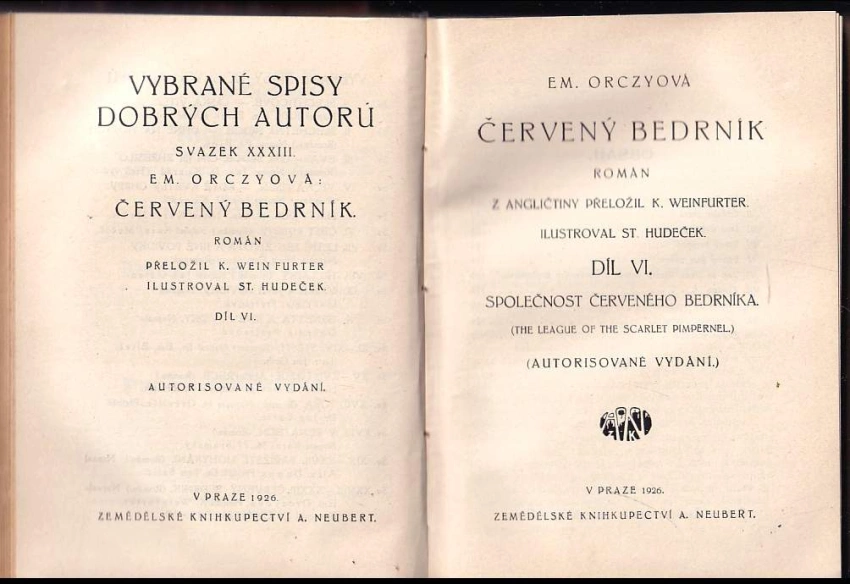 VYBRANÉ SPISY
DOBRÝCH AUTORŮ
SVAZEK XXXIII.
EM. ORCZYOVÁ:
ČERVENÝ BEDRNÍK.
ROMÁN
PŘELOŽIL K. WEINFURTER
ILUSTROVAL ST. HUDEČEK.
DÍL VI.
AUTORISOVANÉ VYDÁNÍ.
V PRAZE 1926.
ZEMĚDĚLSKÉ KNIHKUPECTVÍ A. NEUBERT.
EM. ORCZYOVÁ
ČERVENÝ BEDRNÍK
ROMÁN
Z ANGLIČTINY PŘELOŽIL K. WEINFURTER.
ILUSTROVAL ST. HUDEČEK.
DÍL VI.
SPOLEČNOST ČERVENÉHO BEDRNÍKA.
(THE LEAGUE OF THE SCARLET PIMPERNEL.)
(AUTORISOVANÉ VYDÁNÍ.)
V PRAZE 1926.
ZEMĚDĚLSKÉ KNIHKUPECTVÍ A. NEUBERT.